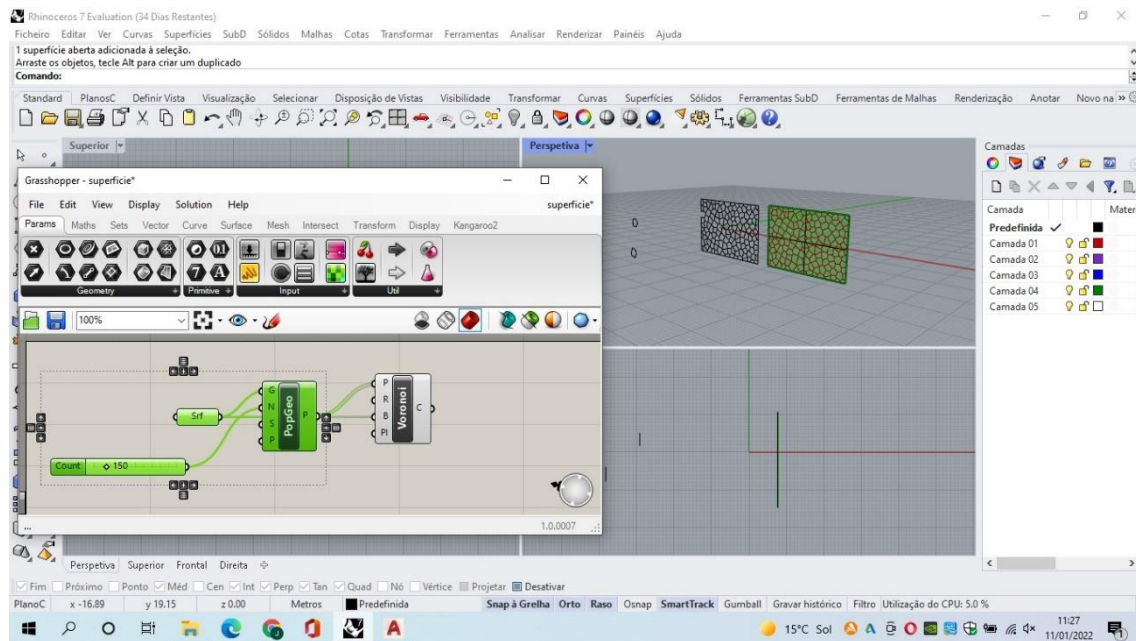 Rhinoceros 7 Evaluation (34 Dias Restantes)
Ficheiro Editar Ver Curvas Superfícies SubD Sólidos Malhas Cotas Transformar Ferramentas Analisar Renderizar Painéis Ajuda
1 superfície aberta adicionada à seleção.
Arraste os objetos, tecle Alt para criar um duplicado
Comando:
Standard PlanosC Definir Vista Visualização Selecionar Disposição de Vistas Visibilidade Transformar Curvas Superfícies Sólidos Ferramentas SubD Ferramentas de Malhas Renderização Anotar Novo na »
Superior
Perspetiva
Camadas
Grasshopper - superficie*
File Edit View Display Solution Help superficie*
Params Maths Sets Vector Curve Surface Mesh Intersect Transform Display Kangaroo2
Geometry Primitive Input Util
100%
Camada Mater
Predefinida
Camada 01
Camada 02
Camada 03
Camada 04
Camada 05
Srf
G N S P PopGeo P
P R B Pl Voronoi C
Count 150
... 1.0.0007
Perspetiva Superior Frontal Direita
Fim Próximo Ponto Méd Cen Int Perp Tan Quad Nó Vértice Projetar Desativar
PlanoC x -16.89 y 19.15 z 0.00 Metros Predefinida Snap à Grelha Orto Raso Osnap SmartTrack Gumball Gravar histórico Filtro Utilização do CPU: 5.0 %
15°C Sol
11:27
11/01/2022